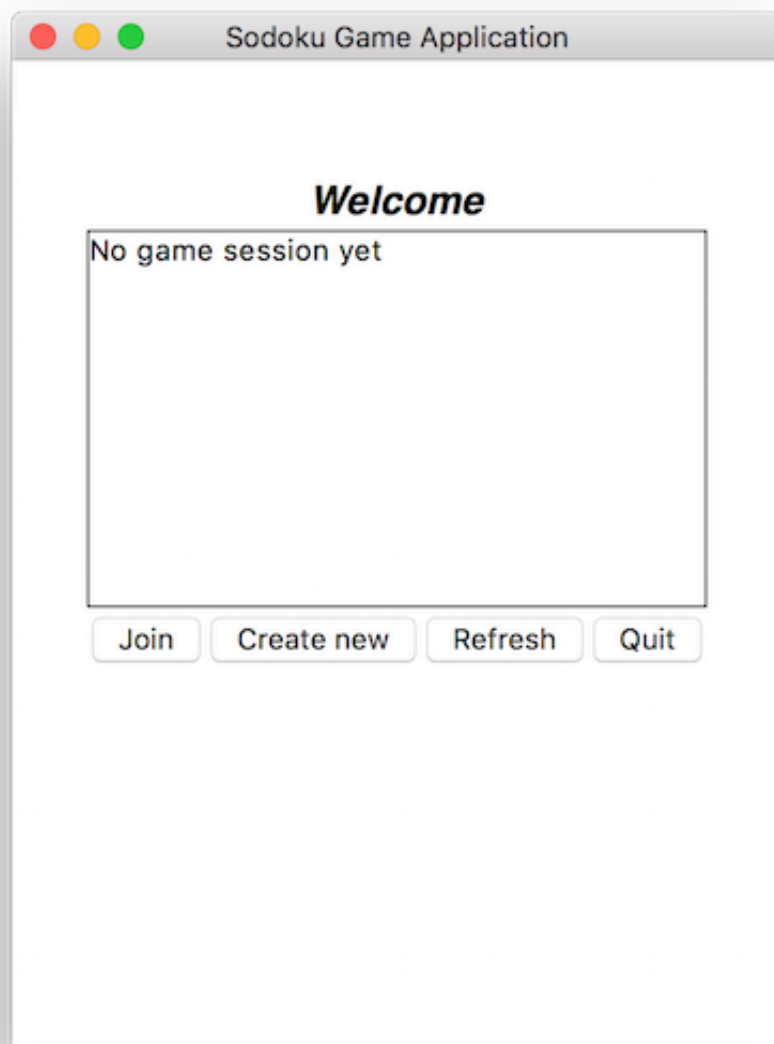 Sodoku Game Application
Welcome
No game session yet
Join Create new Refresh Quit